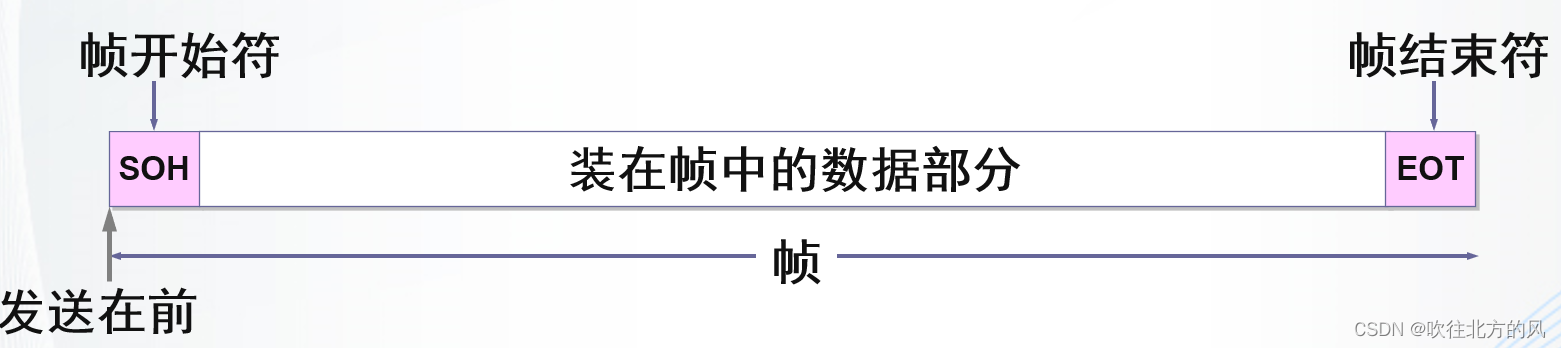 帧开始符
帧结束符
SOH
装在帧中的数据部分
EOT
帧
发送在前
CSDN @吹往北方的风